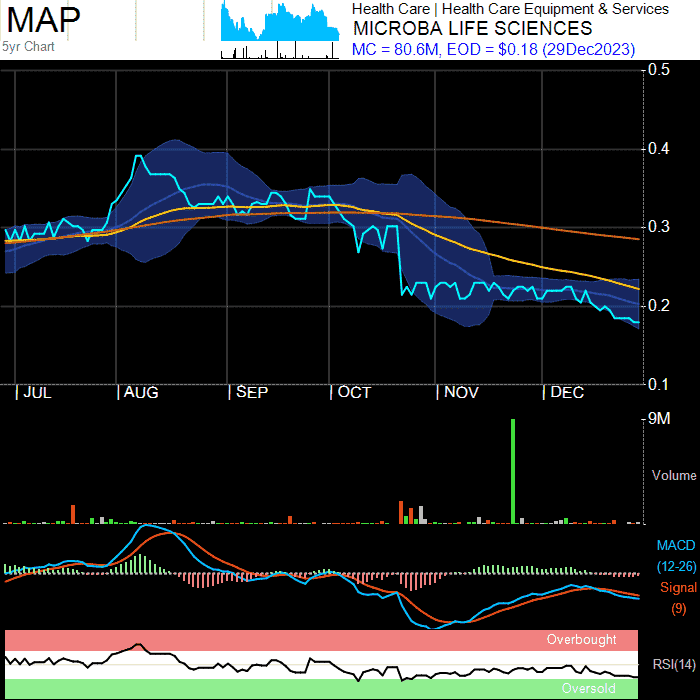 MAP
5yr Chart
Health Care | Health Care Equipment & Services
MICROBA LIFE SCIENCES
MC = 80.6M, EOD = $0.18 (29Dec2023)
0.5
0.4
0.3
0.2
0.1
JUL AUG SEP OCT NOV DEC
9M
Volume
MACD
(12-26)
Signal
(9)
Overbought
RSI(14)
Oversold